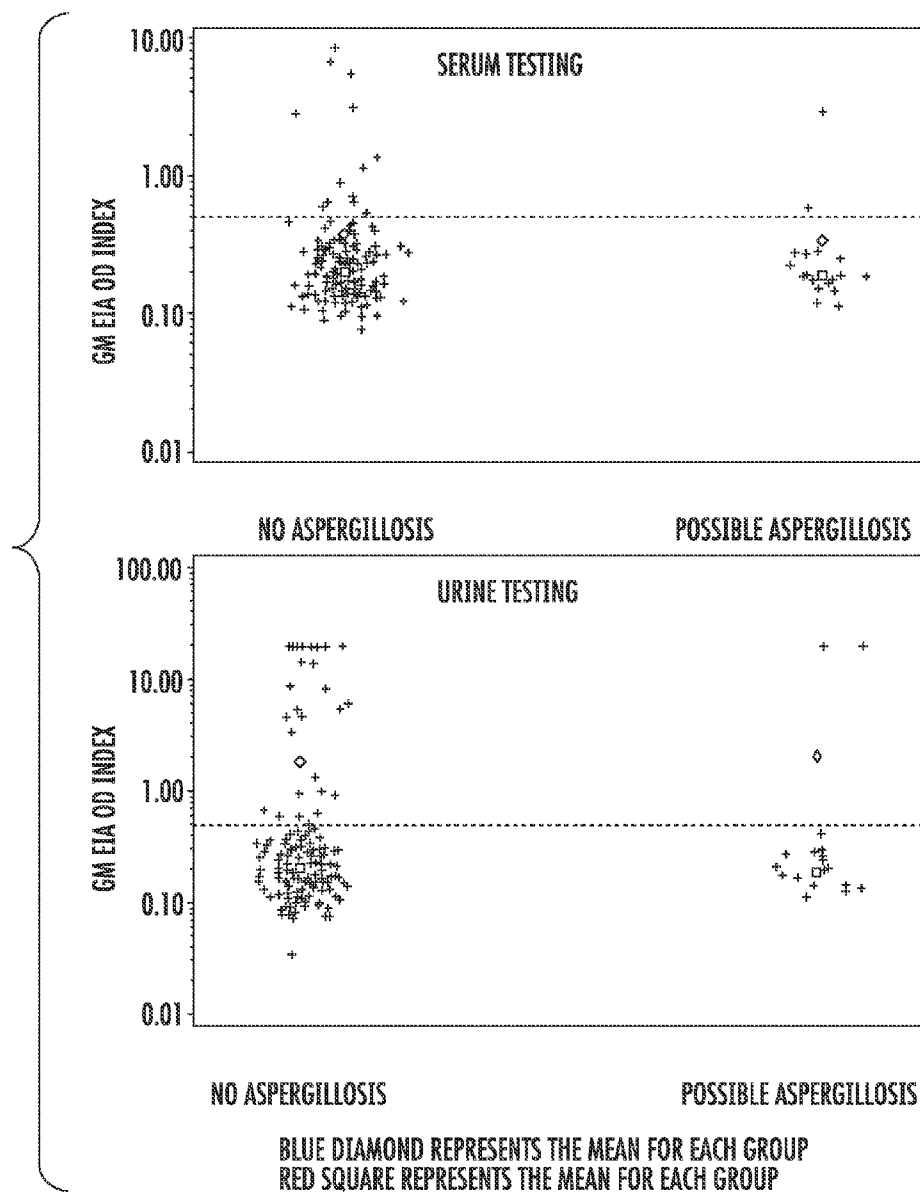 SERUM TESTING
GM EIA OD INDEX
10.00
1.00
0.10
0.01
NO ASPERGILLOSIS
POSSIBLE ASPERGILLOSIS
URINE TESTING
GM EIA OD INDEX
100.00
10.00
1.00
0.10
0.01
NO ASPERGILLOSIS
POSSIBLE ASPERGILLOSIS
BLUE DIAMOND REPRESENTS THE MEAN FOR EACH GROUP
RED SQUARE REPRESENTS THE MEAN FOR EACH GROUP